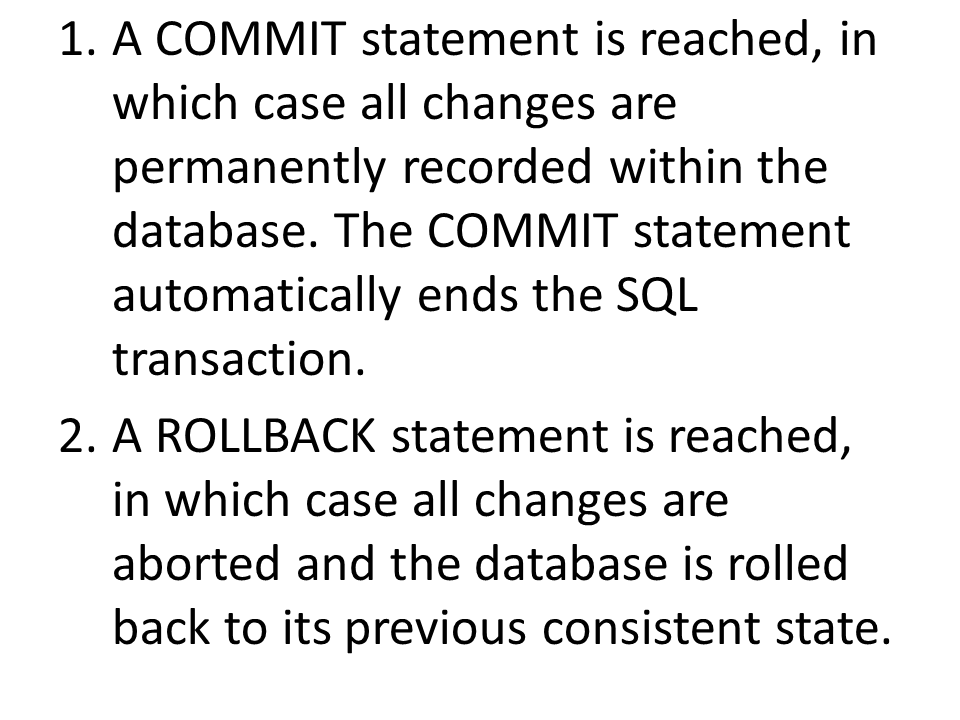 1. A COMMIT statement is reached, in
which case all changes are
permanently recorded within the
database. The COMMIT statement
automatically ends the SQL
transaction.
2. A ROLLBACK statement is reached,
in which case all changes are
aborted and the database is rolled
back to its previous consistent state.